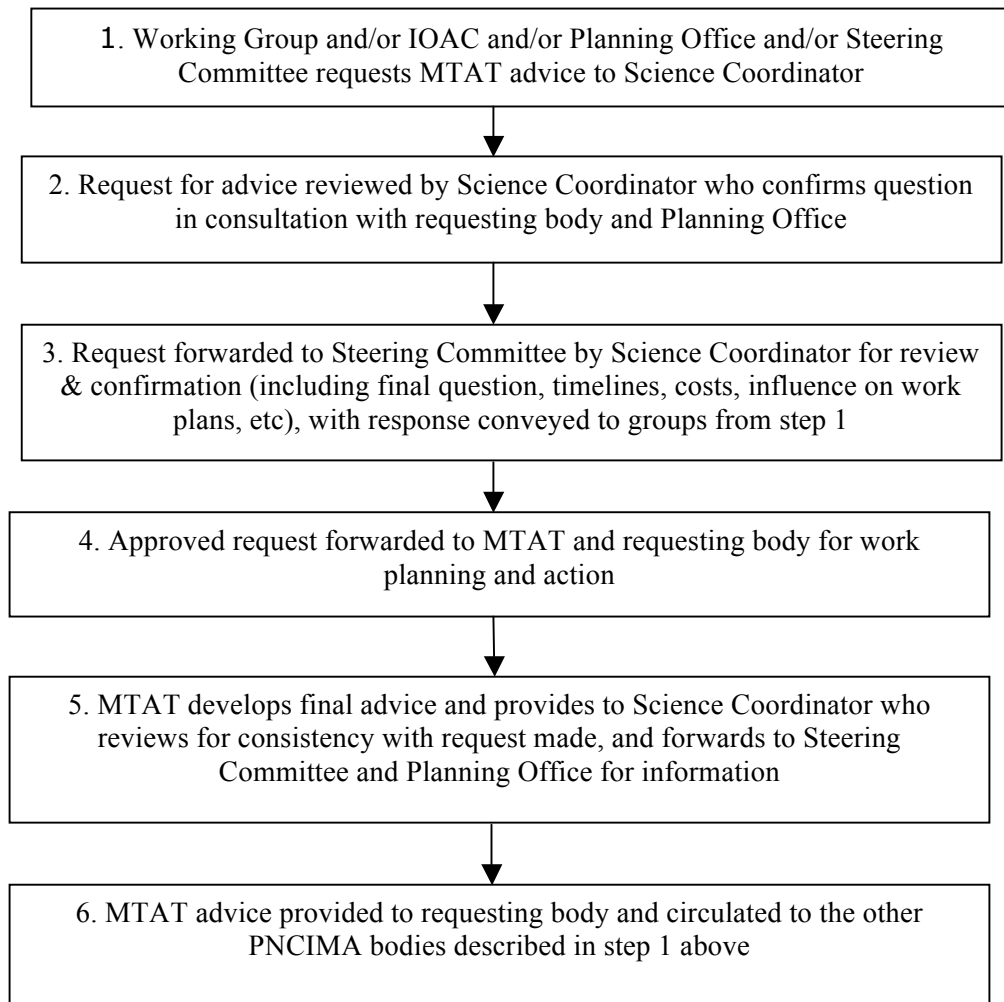 1. Working Group and/or IOAC and/or Planning Office and/or Steering
Committee requests MTAT advice to Science Coordinator
2. Request for advice reviewed by Science Coordinator who confirms question
in consultation with requesting body and Planning Office
3. Request forwarded to Steering Committee by Science Coordinator for review
& confirmation (including final question, timelines, costs, influence on work
plans, etc), with response conveyed to groups from step 1
4. Approved request forwarded to MTAT and requesting body for work
planning and action
5. MTAT develops final advice and provides to Science Coordinator who
reviews for consistency with request made, and forwards to Steering
Committee and Planning Office for information
6. MTAT advice provided to requesting body and circulated to the other
PNCIMA bodies described in step 1 above